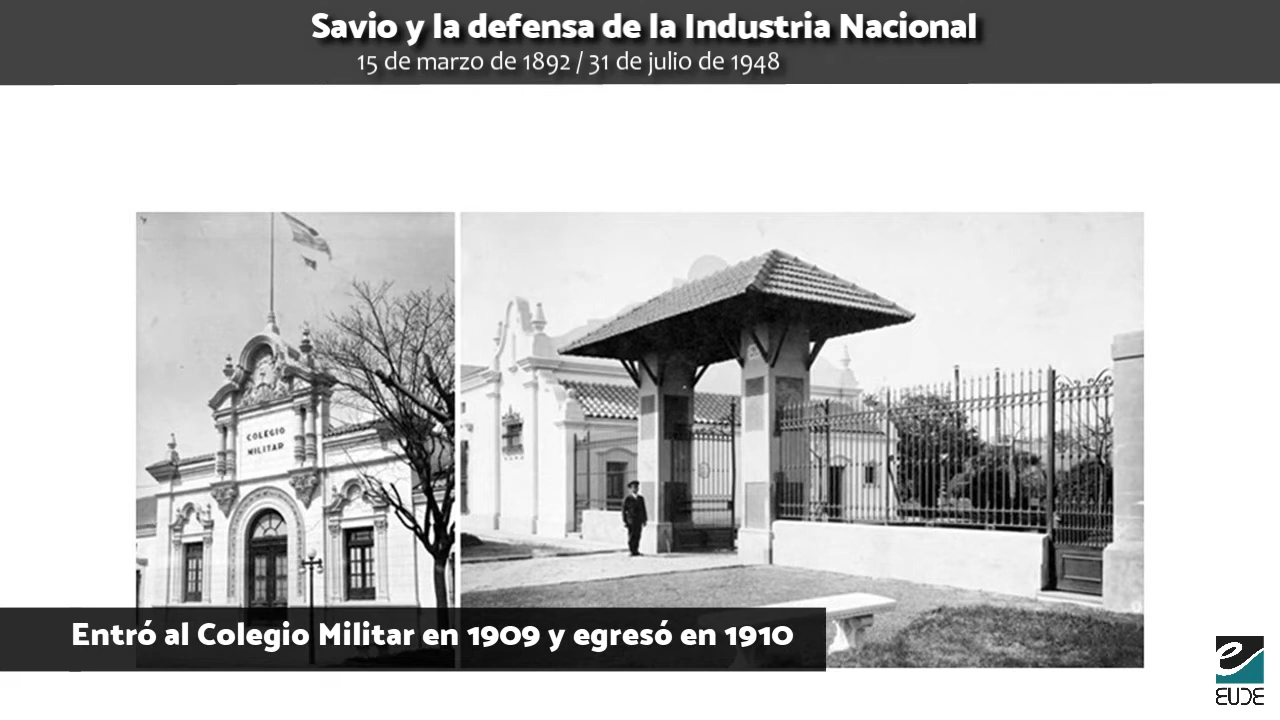 Savio y la defensa de la Industria Nacional
15 de marzo de 1892 / 31 de julio de 1948
COLEGIO
MILITAR
Entró al Colegio Militar en 1909 y egresó en 1910
EUDE